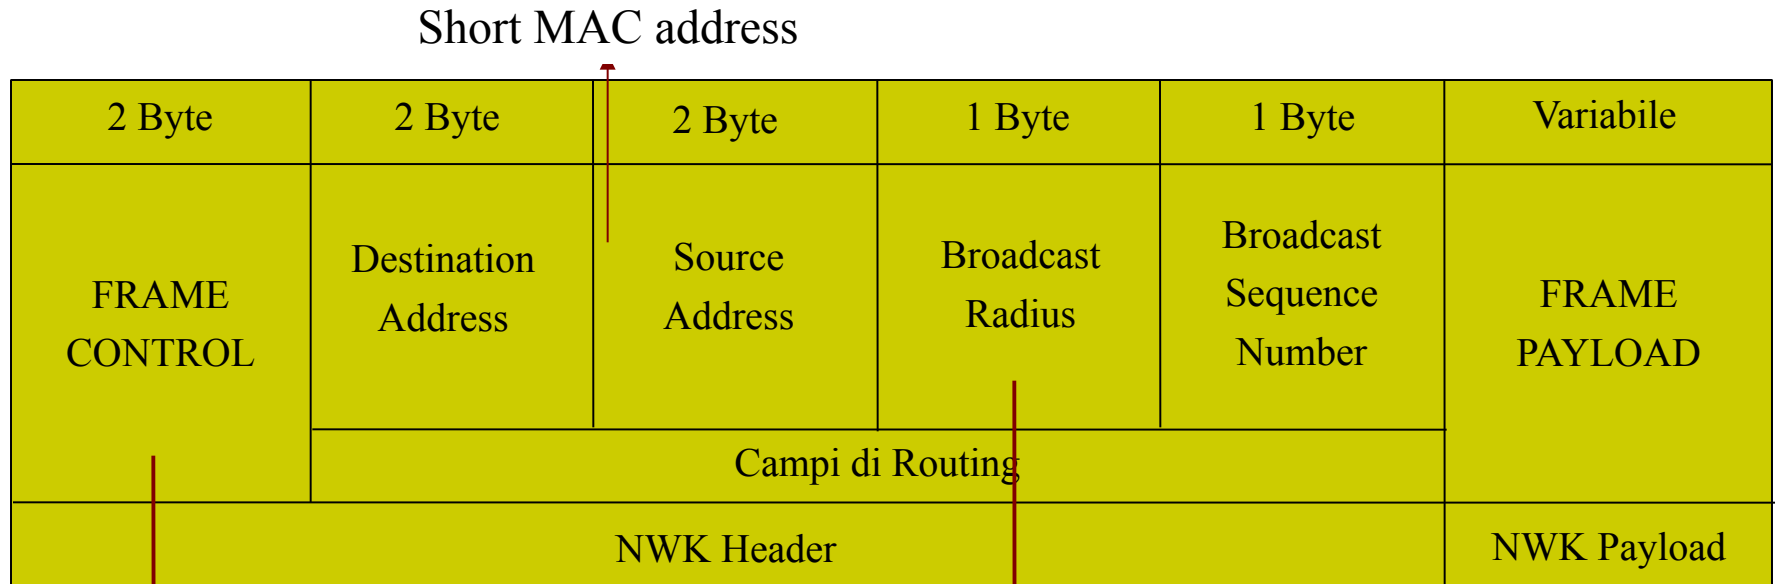 Short MAC address
2 Byte
2 Byte
2 Byte
1 Byte
1 Byte
Variabile
FRAME
CONTROL
Destination
Address
Source
Address
Broadcast
Radius
Broadcast
Sequence
Number
FRAME
PAYLOAD
Campi di Routing
NWK Header
NWK Payload